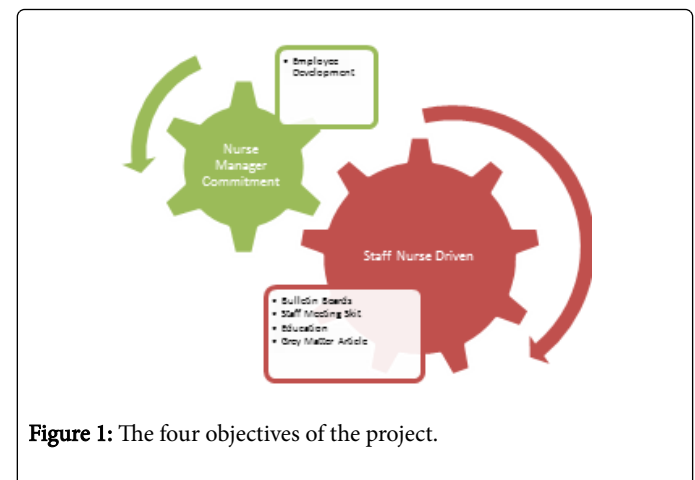 • Employee
Development
Nurse
Manager
Commitment
Staff Nurse Driven
• Bulletin Boards
• Staff Meeting Skit
• Education
• Grey Matter Article
Figure 1: The four objectives of the project.